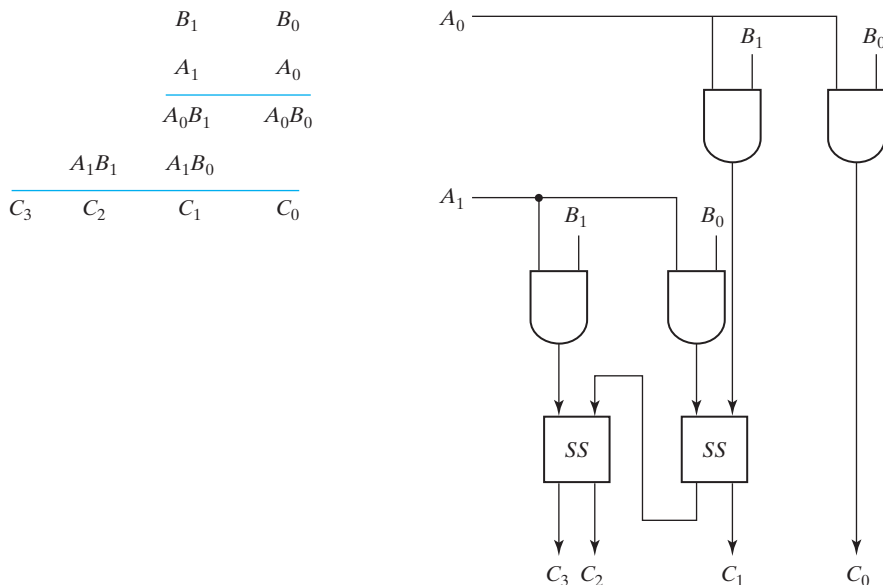 B₁ B₀
A₁ A₀
A₀B₁ A₀B₀
A₁B₁ A₁B₀
C₃ C₂ C₁ C₀
A₀
B₁ B₀
A₁
B₁ B₀
SS SS
C₃ C₂ C₁ C₀